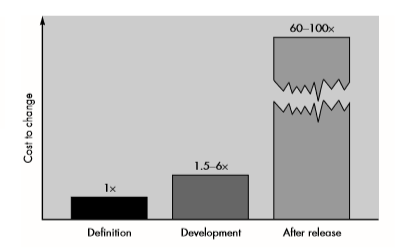 60–100×
1.5–6×
1×
Cost to change
Definition
Development
After release